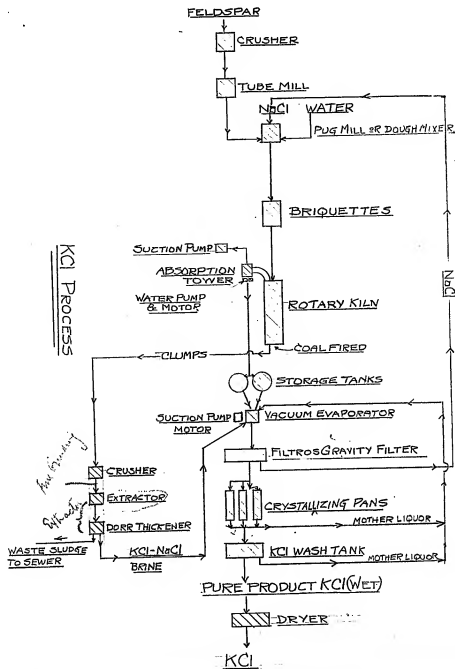 FELDSPAR
CRUSHER
TUBE MILL
NaCl WATER
PUG MILL OR DOUGH MIXER
BRIQUETTES
SUCTION PUMP
ABSORPTION
TOWER
WATER PUMP
& MOTOR
ROTARY KILN
NaCl
KCl PROCESS
COAL FIRED
CLUMPS
STORAGE TANKS
SUCTION PUMP
MOTOR
VACUUM EVAPORATOR
FILTROS GRAVITY FILTER
Fine Grinding
CRUSHER
EXTRACTOR
DORR THICKENER
CRYSTALLIZING PANS
MOTHER LIQUOR
WASTE SLUDGE
TO SEWER
KCl-NaCl
BRINE
KCl WASH TANK
MOTHER LIQUOR
PURE PRODUCT KCl (WET)
DRYER
KCl